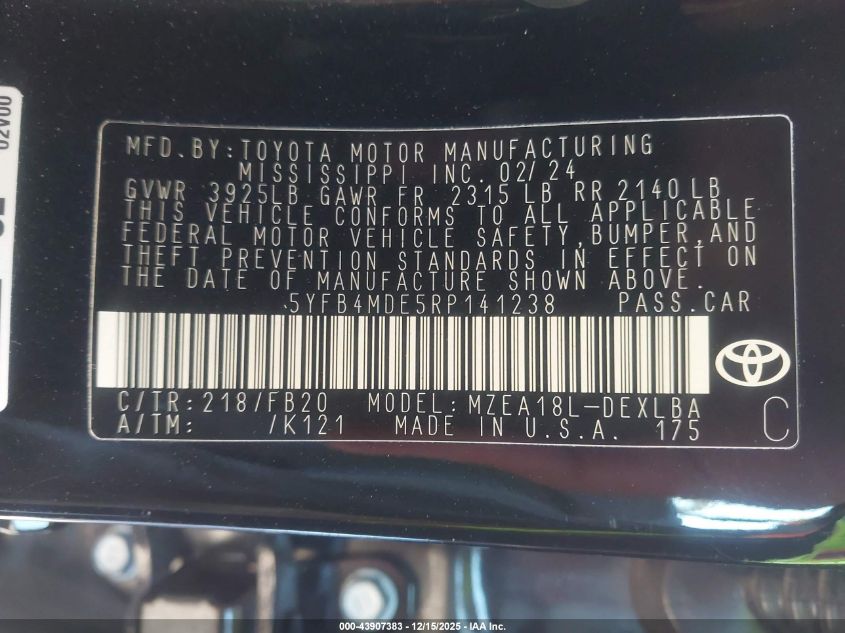 02V00
MFD.BY:TOYOTA MOTOR MANUFACTURING
MISSISSIPPI INC. 02/24
GVWR 3925LB GAWR FR 2315 LB RR 2140 LB
THIS VEHICLE CONFORMS TO ALL APPLICABLE
FEDERAL MOTOR VEHICLE SAFETY,BUMPER,AND
THEFT PREVENTION STANDARDS IN EFFECT ON
THE DATE OF MANUFACTURE SHOWN ABOVE.
5YFB4MDE5RP141238 PASS.CAR
C/TR:218/FB20 MODEL:MZEA18L-DEXLBA
A/TM: /K121 MADE IN U.S.A. 175 C
000-43907383 - 12/15/2025 - IAA Inc.